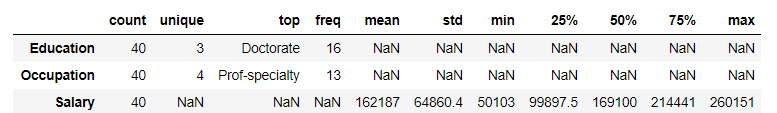 count unique top freq mean std min 25% 50% 75% max
Education 40 3 Doctorate 16 NaN NaN NaN NaN NaN NaN NaN
Occupation 40 4 Prof-specialty 13 NaN NaN NaN NaN NaN NaN NaN
Salary 40 NaN NaN NaN 162187 64860.4 50103 99897.5 169100 214441 260151